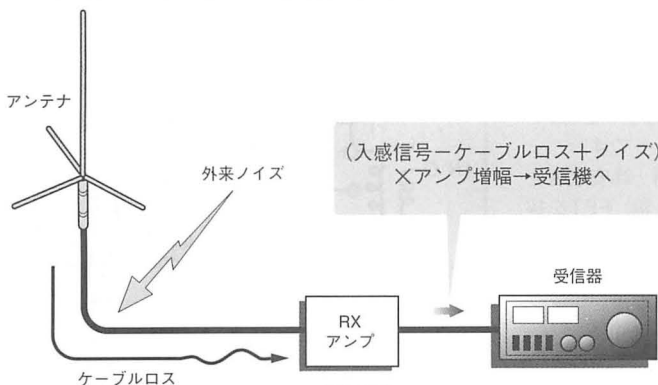 アンテナ
外来ノイズ
(入感信号－ケーブルロス＋ノイズ)
×アンプ増幅→受信機へ
受信器
RX
アンプ
ケーブルロス